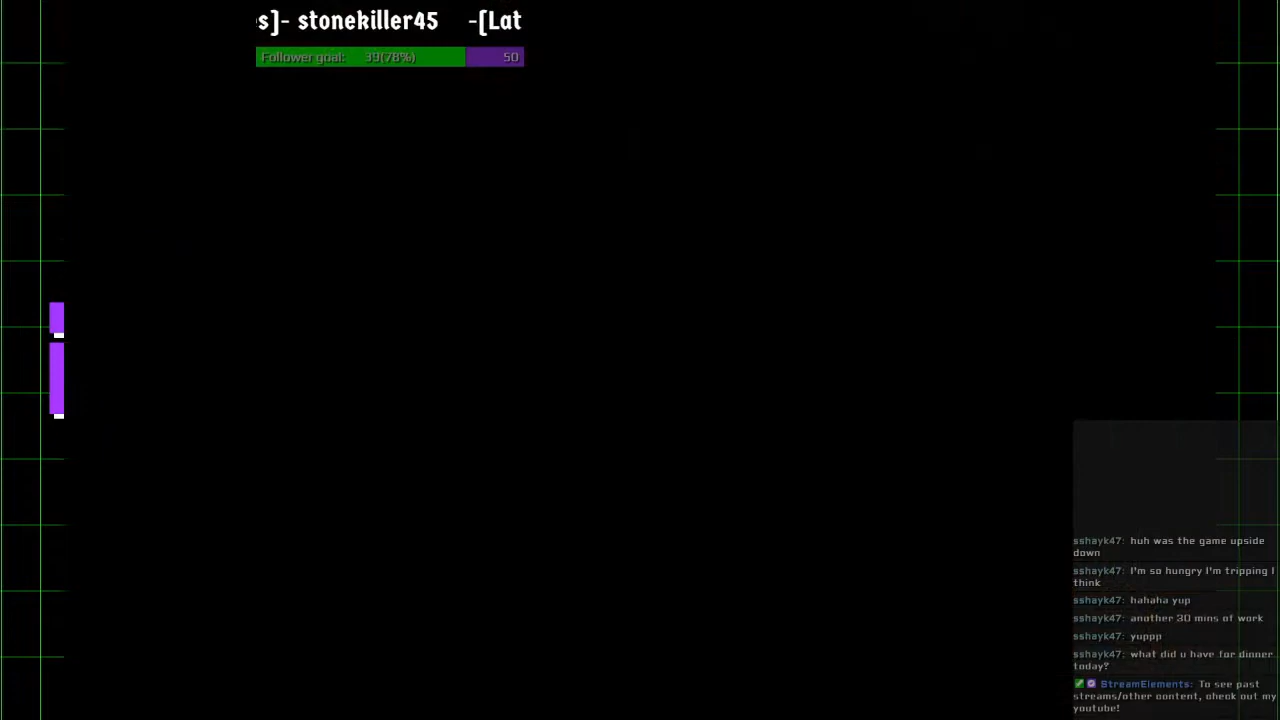 s]- stonekiller45 -[Lat
Follower goal: 39(78%) 50
sshayk47: huh was the game upside
down
sshayk47: I'm so hungry I'm tripping I
think
sshayk47: hahaha yup
sshayk47: another 30 mins of work
sshayk47: yuppp
sshayk47: what did u have for dinner
today?
StreamElements: To see past
streams/other content, check out my
youtube!